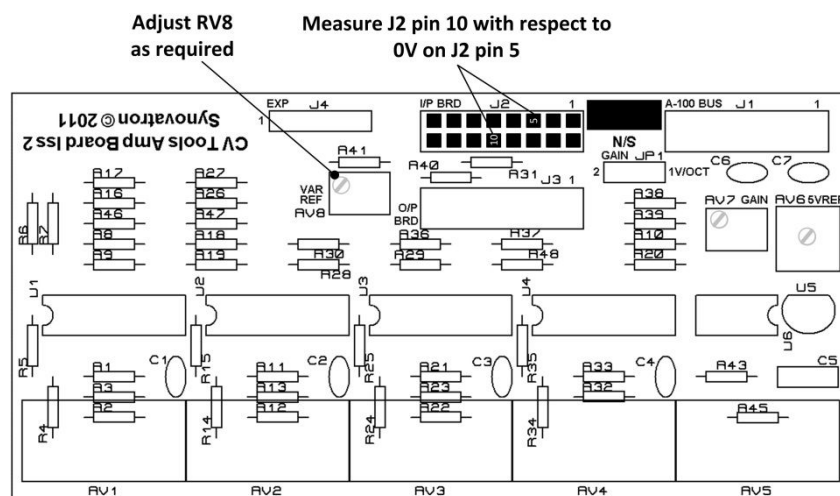 Adjust RV8
as required
Measure J2 pin 10 with respect to
0V on J2 pin 5
EXP J4
1
I/P BRD J2 1
5
10
A-100 BUS J1 1
CV Tools Amp Board Iss 2
Synovatron © 2011
S/N
GAIN JP1
2 1V/OCT
C6 C7
R41
R40
R31
R17
R16
R46
R8
R9
R6
R7
R27
R26
R47
R18
R19
VAR
REF
RV8
O/P
BRD
J3 1
R38
R39
R10
R20
RV7 GAIN
RV6 5VREF
R30
R28
R36
R29
R37
R48
U1
U2
U3
U4
U5
U6
R5
R15
R25
R35
C1
C2
C3
C4
C5
R1
R3
R2
R4
R11
R13
R12
R14
R21
R23
R22
R24
R33
R32
R34
R43
R45
RV1
RV2
RV3
RV4
RV5